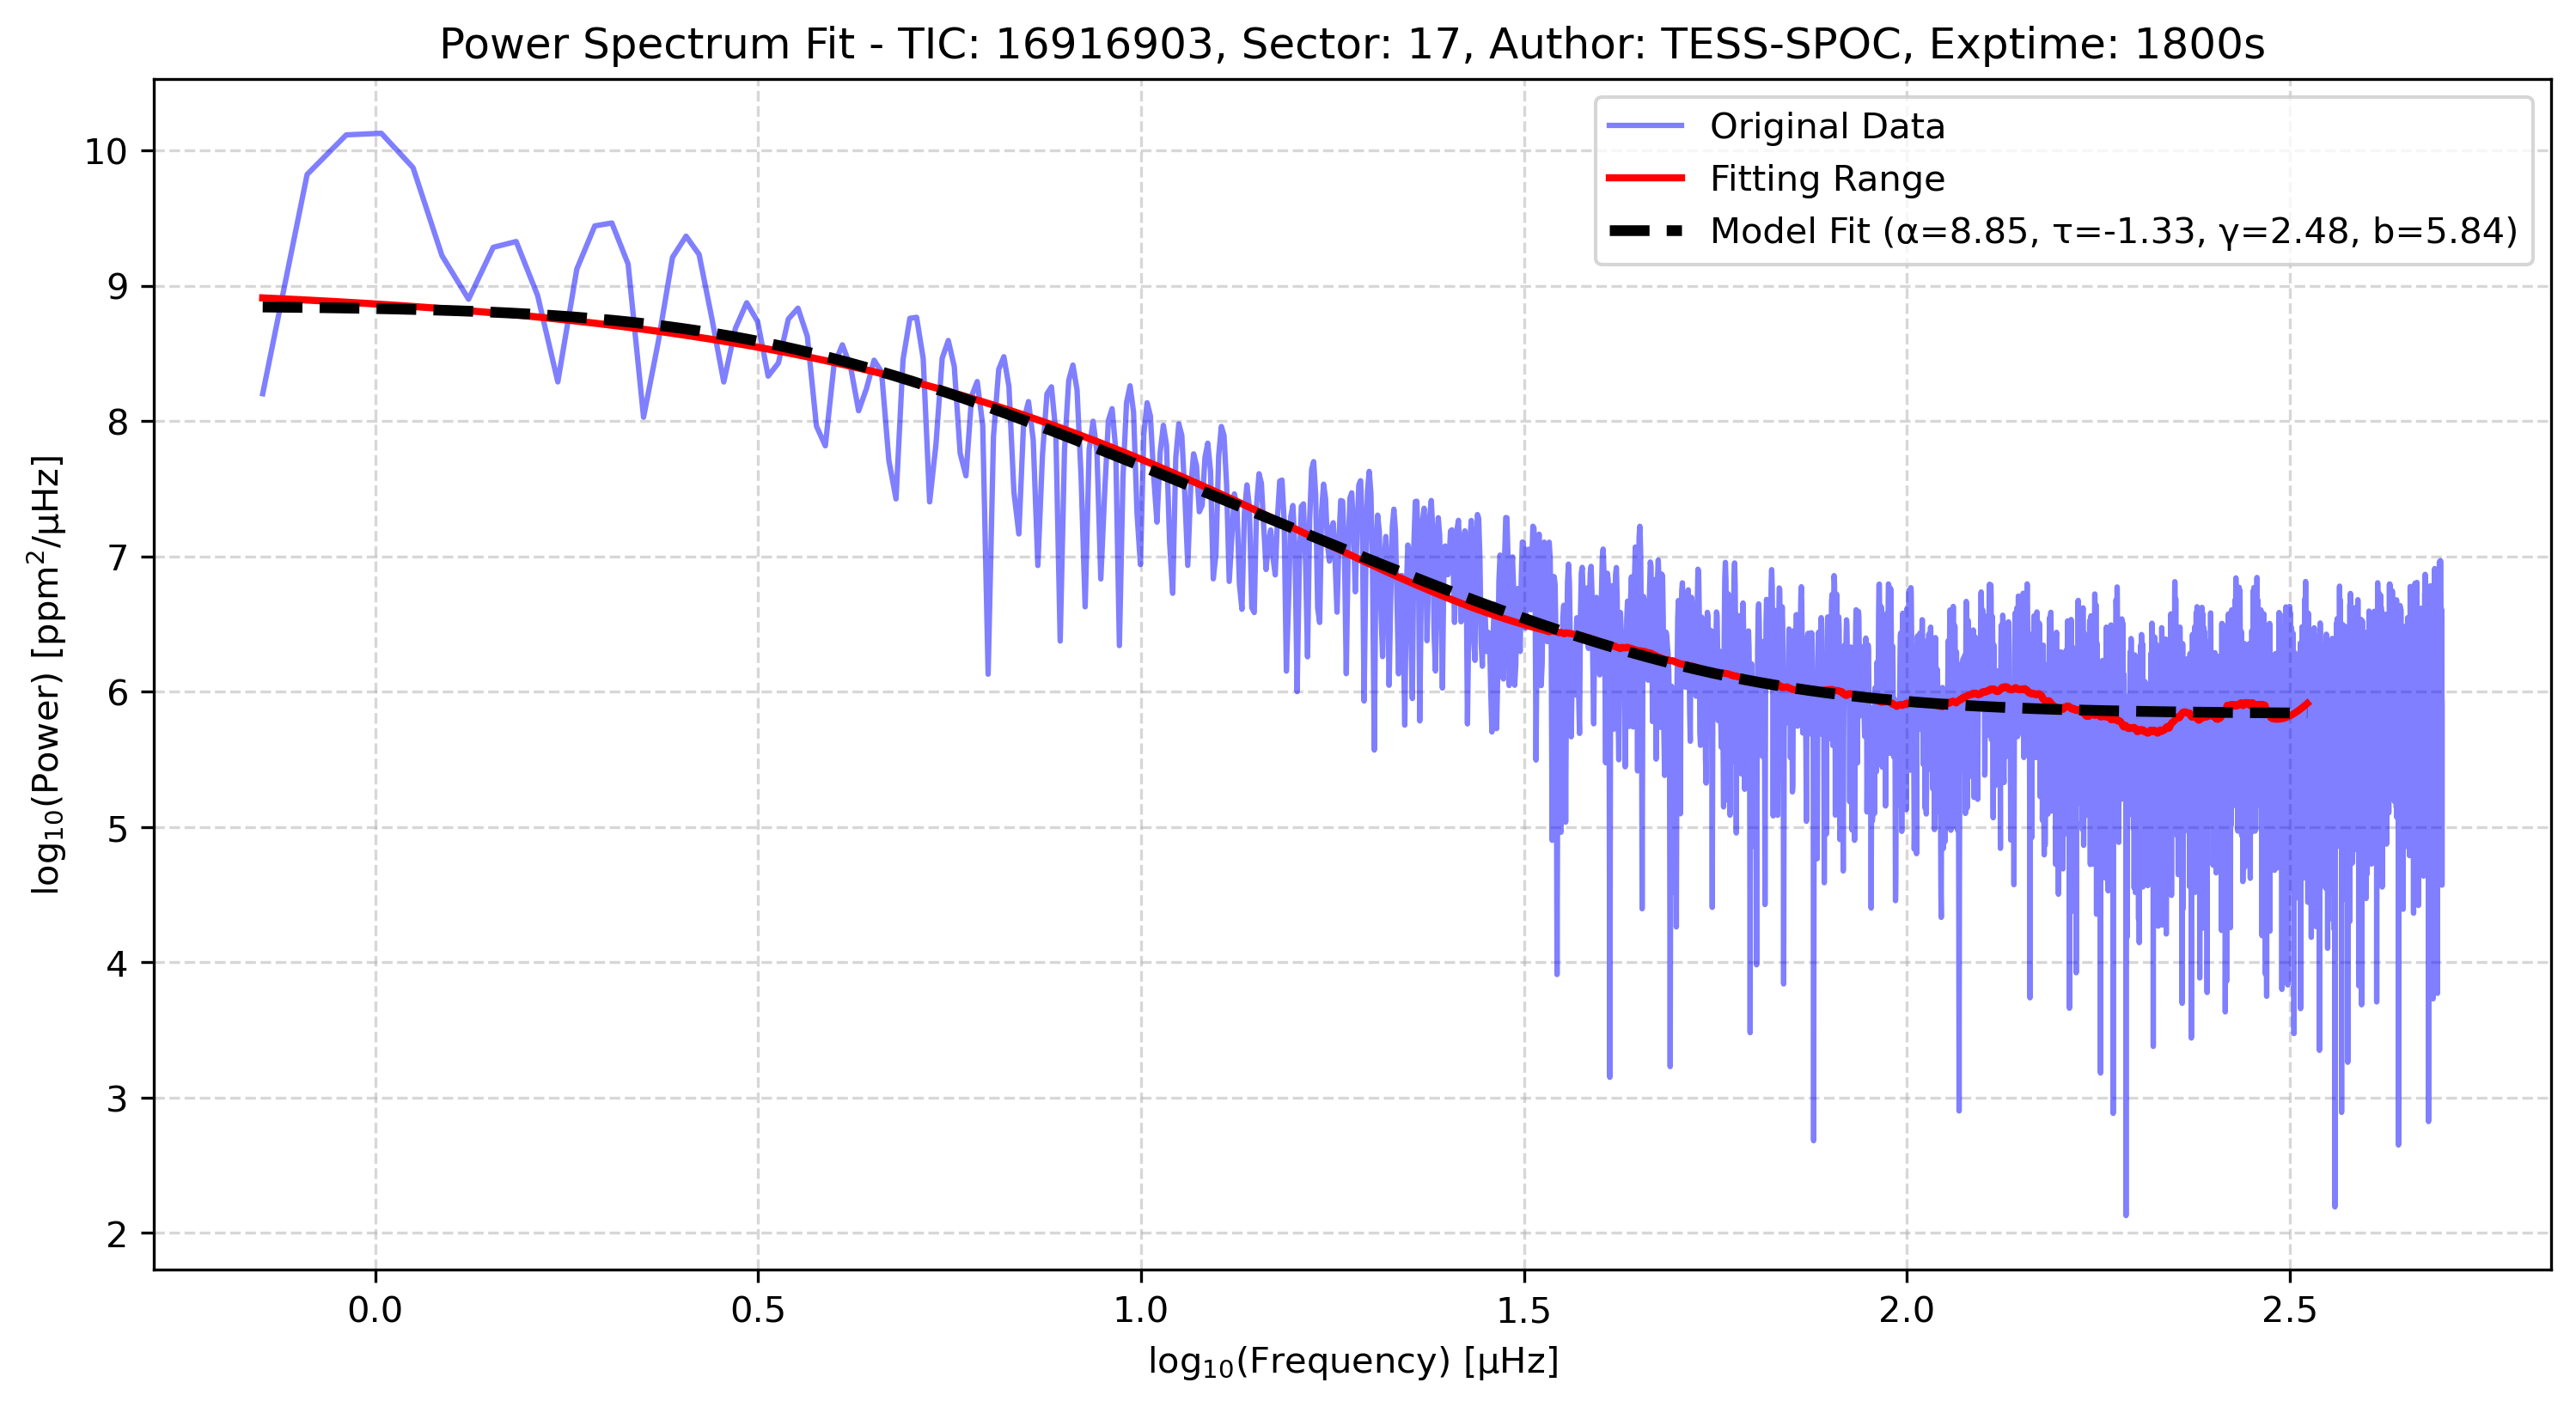 Power Spectrum Fit - TIC: 16916903, Sector: 17, Author: TESS-SPOC, Exptime: 1800s
Original Data
Fitting Range
Model Fit (α=8.85, τ=-1.33, γ=2.48, b=5.84)
log₁₀(Power) [ppm²/μHz]
10
9
8
7
6
5
4
3
2
0.0 0.5 1.0 1.5 2.0 2.5
log₁₀(Frequency) [μHz]